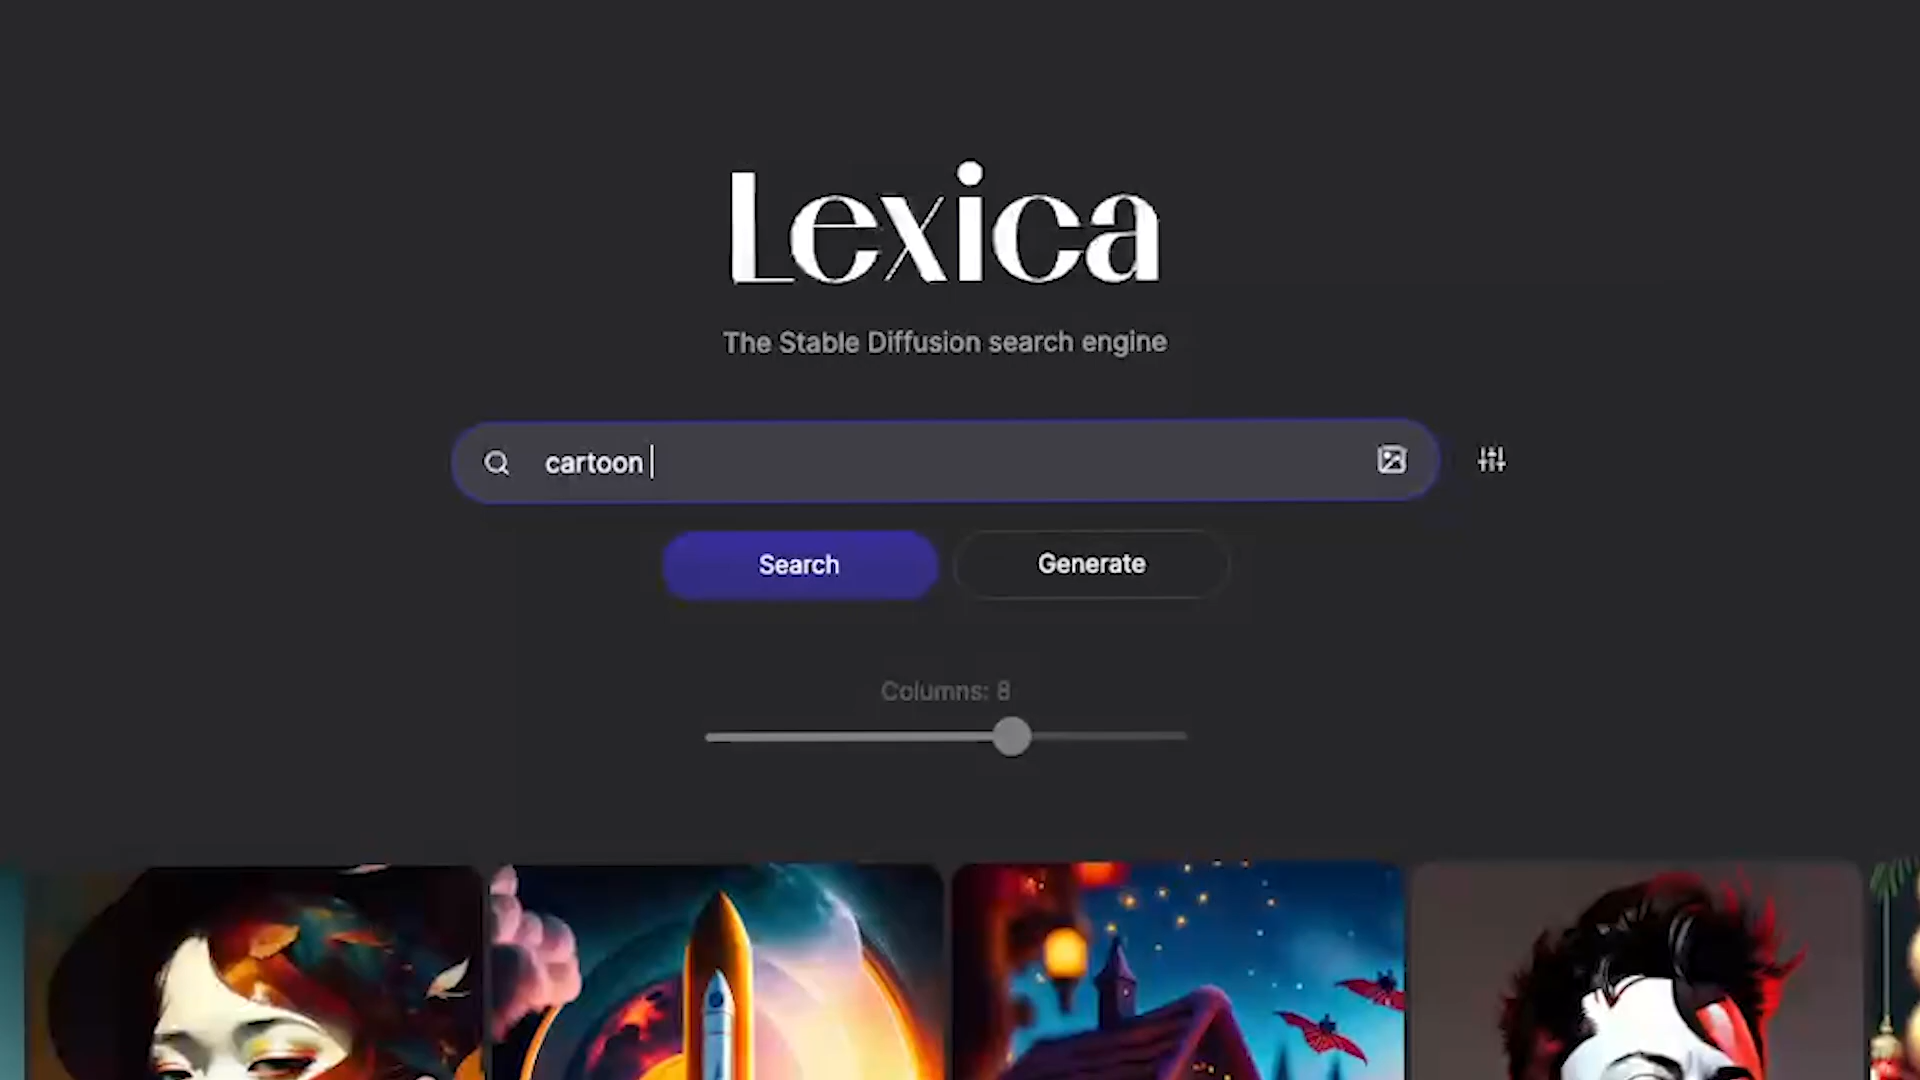 Lexica
The Stable Diffusion search engine
cartoon
Search
Generate
Columns: 8